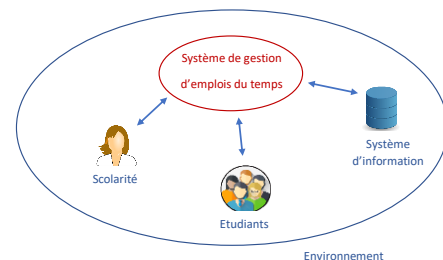 Système de gestion
d'emplois du temps
Scolarité
Etudiants
Système
d'information
Environnement